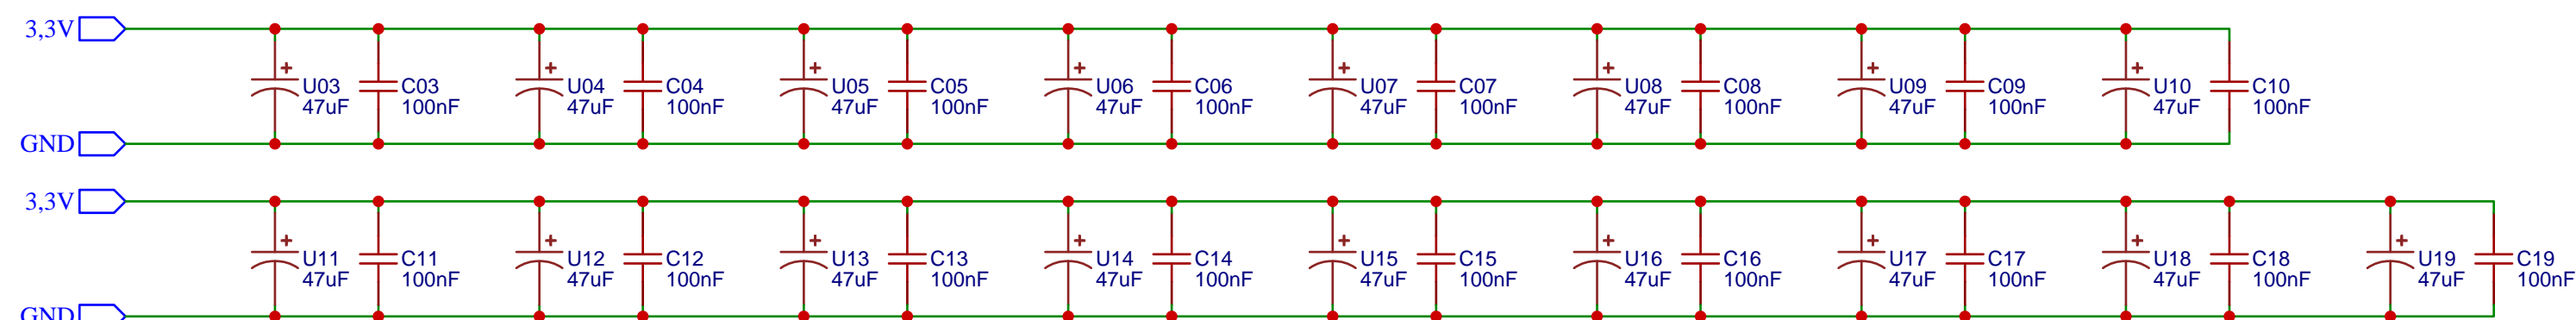 3,3V
U03 C03 U04 C04 U05 C05 U06 C06 U07 C07 U08 C08 U09 C09 U10 C10
47uF 100nF 47uF 100nF 47uF 100nF 47uF 100nF 47uF 100nF 47uF 100nF 47uF 100nF 47uF 100nF
GND
3,3V
U11 C11 U12 C12 U13 C13 U14 C14 U15 C15 U16 C16 U17 C17 U18 C18 U19 C19
47uF 100nF 47uF 100nF 47uF 100nF 47uF 100nF 47uF 100nF 47uF 100nF 47uF 100nF 47uF 100nF 47uF 100nF
GND